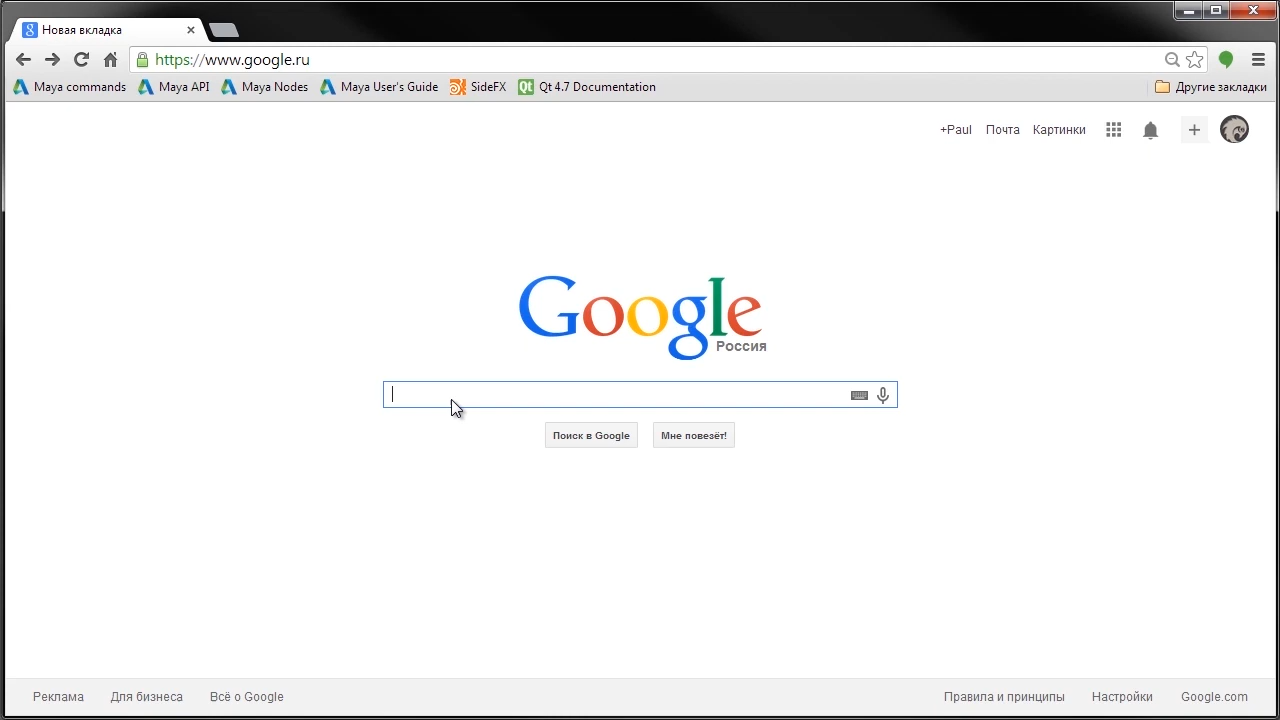 Новая вкладка
https://www.google.ru
Maya commands Maya API Maya Nodes Maya User's Guide SideFX Qt Qt 4.7 Documentation Другие закладки
+Paul Почта Картинки
Google
Россия
Поиск в Google Мне повезёт!
Реклама Для бизнеса Всё о Google Правила и принципы Настройки Google.com